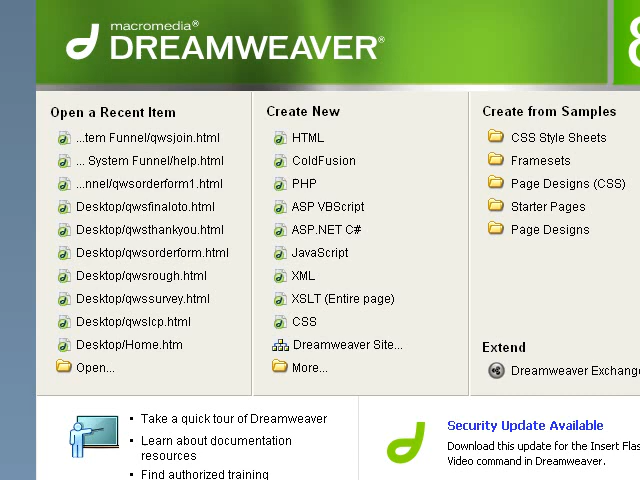 macromedia®
DREAMWEAVER®
8
Open a Recent Item
...tem Funnel/qwsjoin.html
... System Funnel/help.html
...nnel/qwsorderform1.html
Desktop/qwsfinaloto.html
Desktop/qwsthankyou.html
Desktop/qwsorderform.html
Desktop/qwsrough.html
Desktop/qwssurvey.html
Desktop/qwslcp.html
Desktop/Home.htm
Open...
Create New
HTML
ColdFusion
PHP
ASP VBScript
ASP.NET C#
JavaScript
XML
XSLT (Entire page)
CSS
Dreamweaver Site...
More...
Create from Samples
CSS Style Sheets
Framesets
Page Designs (CSS)
Starter Pages
Page Designs
Extend
Dreamweaver Exchange
• Take a quick tour of Dreamweaver
• Learn about documentation
resources
• Find authorized training
Security Update Available
Download this update for the Insert Flas
Video command in Dreamweaver.